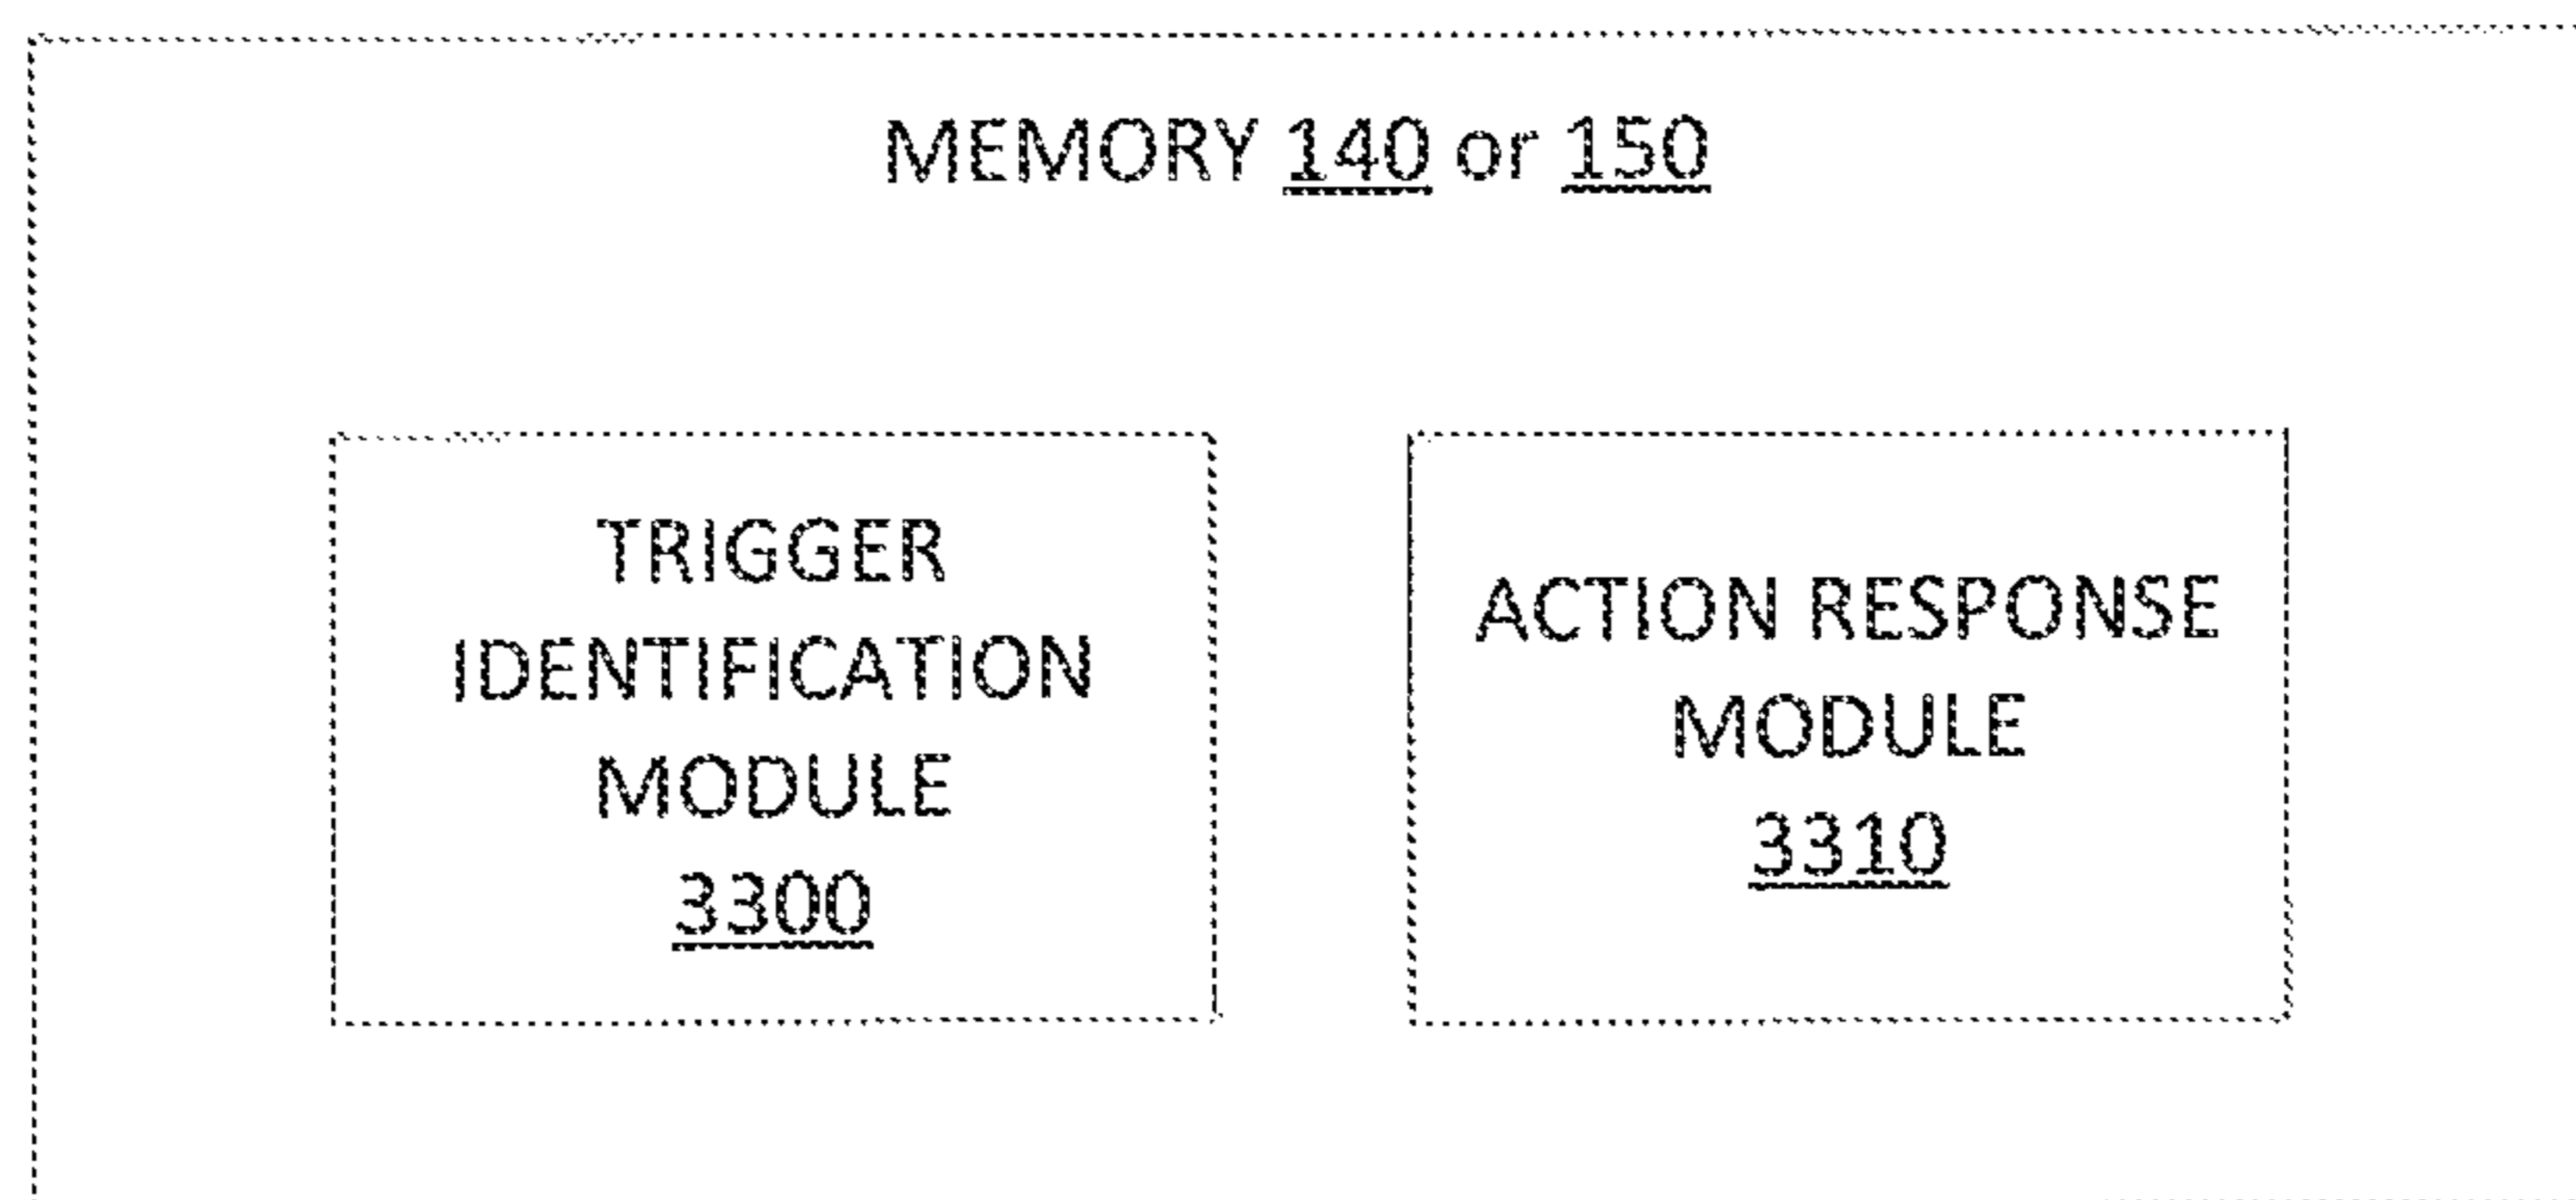 MEMORY 140 or 150
TRIGGER
IDENTIFICATION
MODULE
3300
ACTION RESPONSE
MODULE
3310